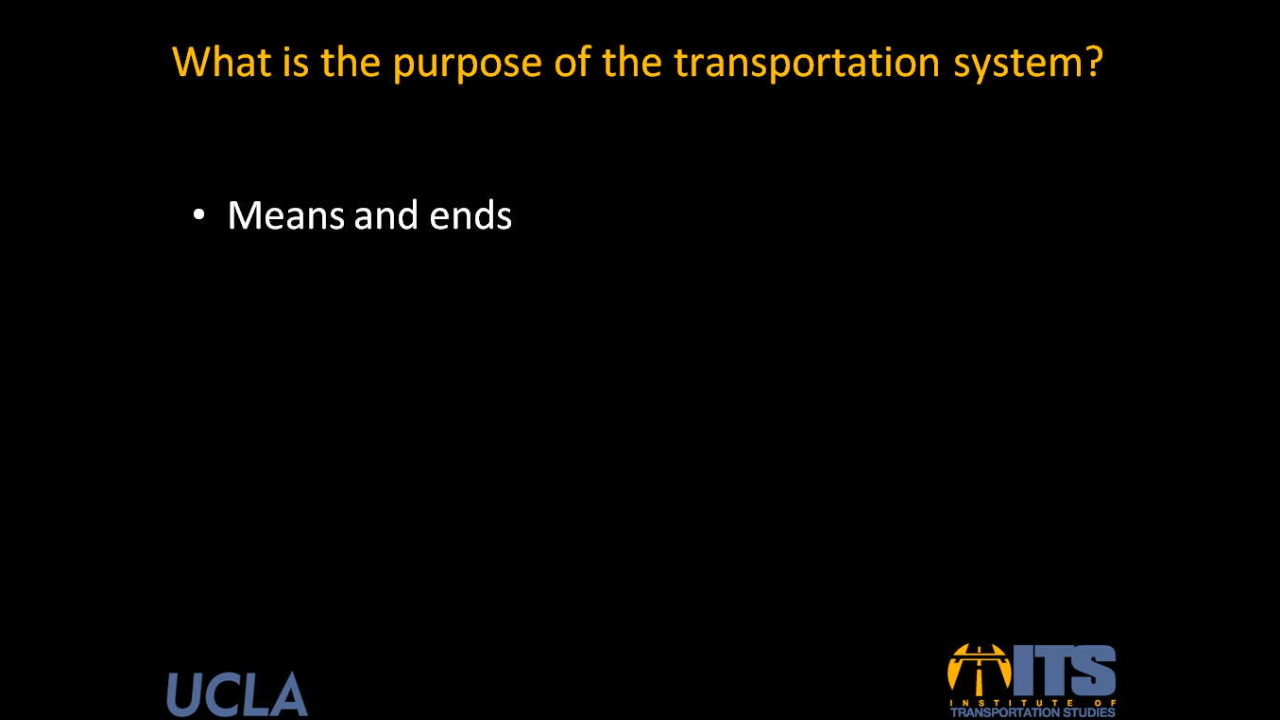 What is the purpose of the transportation system?
• Means and ends
UCLA
ITS
INSTITUTE OF
TRANSPORTATION STUDIES